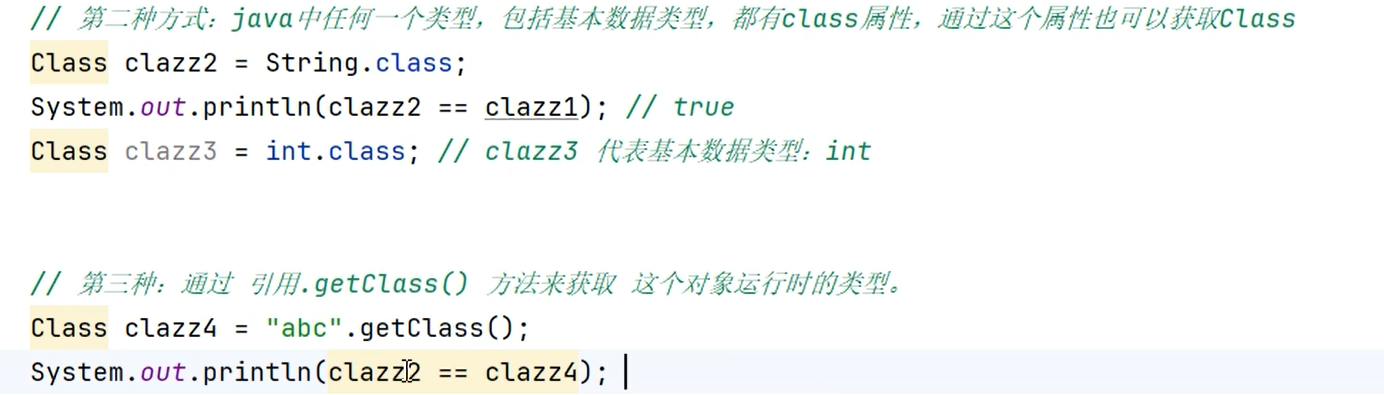 // 第二种方式：java中任何一个类型，包括基本数据类型，都有class属性，通过这个属性也可以获取Class
Class clazz2 = String.class;
System.out.println(clazz2 == clazz1); // true
Class clazz3 = int.class; // clazz3 代表基本数据类型：int
// 第三种：通过 引用.getClass() 方法来获取 这个对象运行时的类型。
Class clazz4 = "abc".getClass();
System.out.println(clazz2 == clazz4);